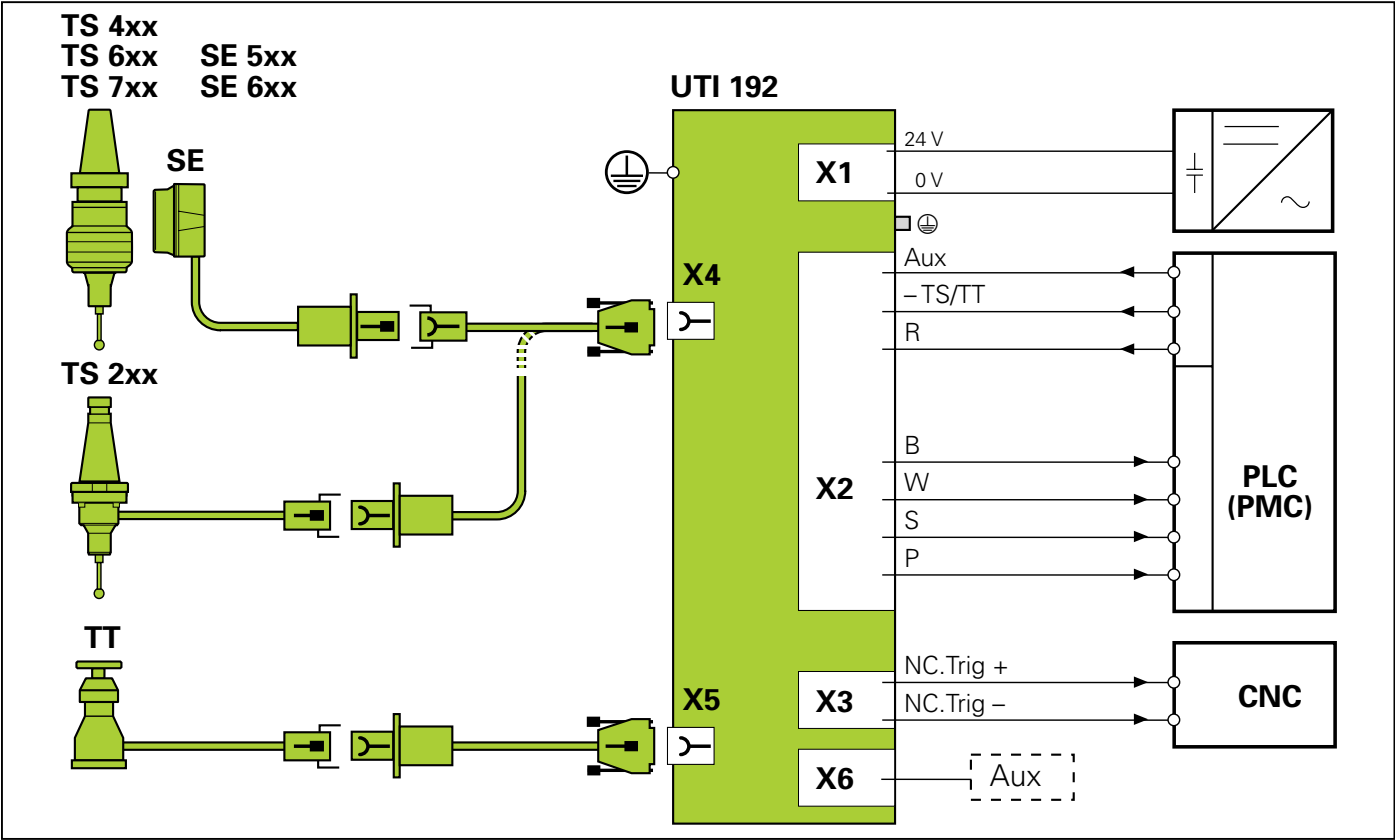 TS 4xx
TS 6xx SE 5xx
TS 7xx SE 6xx
UTI 192
SE
X1
24 V
0 V
X4
Aux
– TS/TT
R
TS 2xx
X2
B
W
S
P
PLC
(PMC)
TT
X5
X3
NC.Trig +
NC.Trig –
CNC
X6
Aux